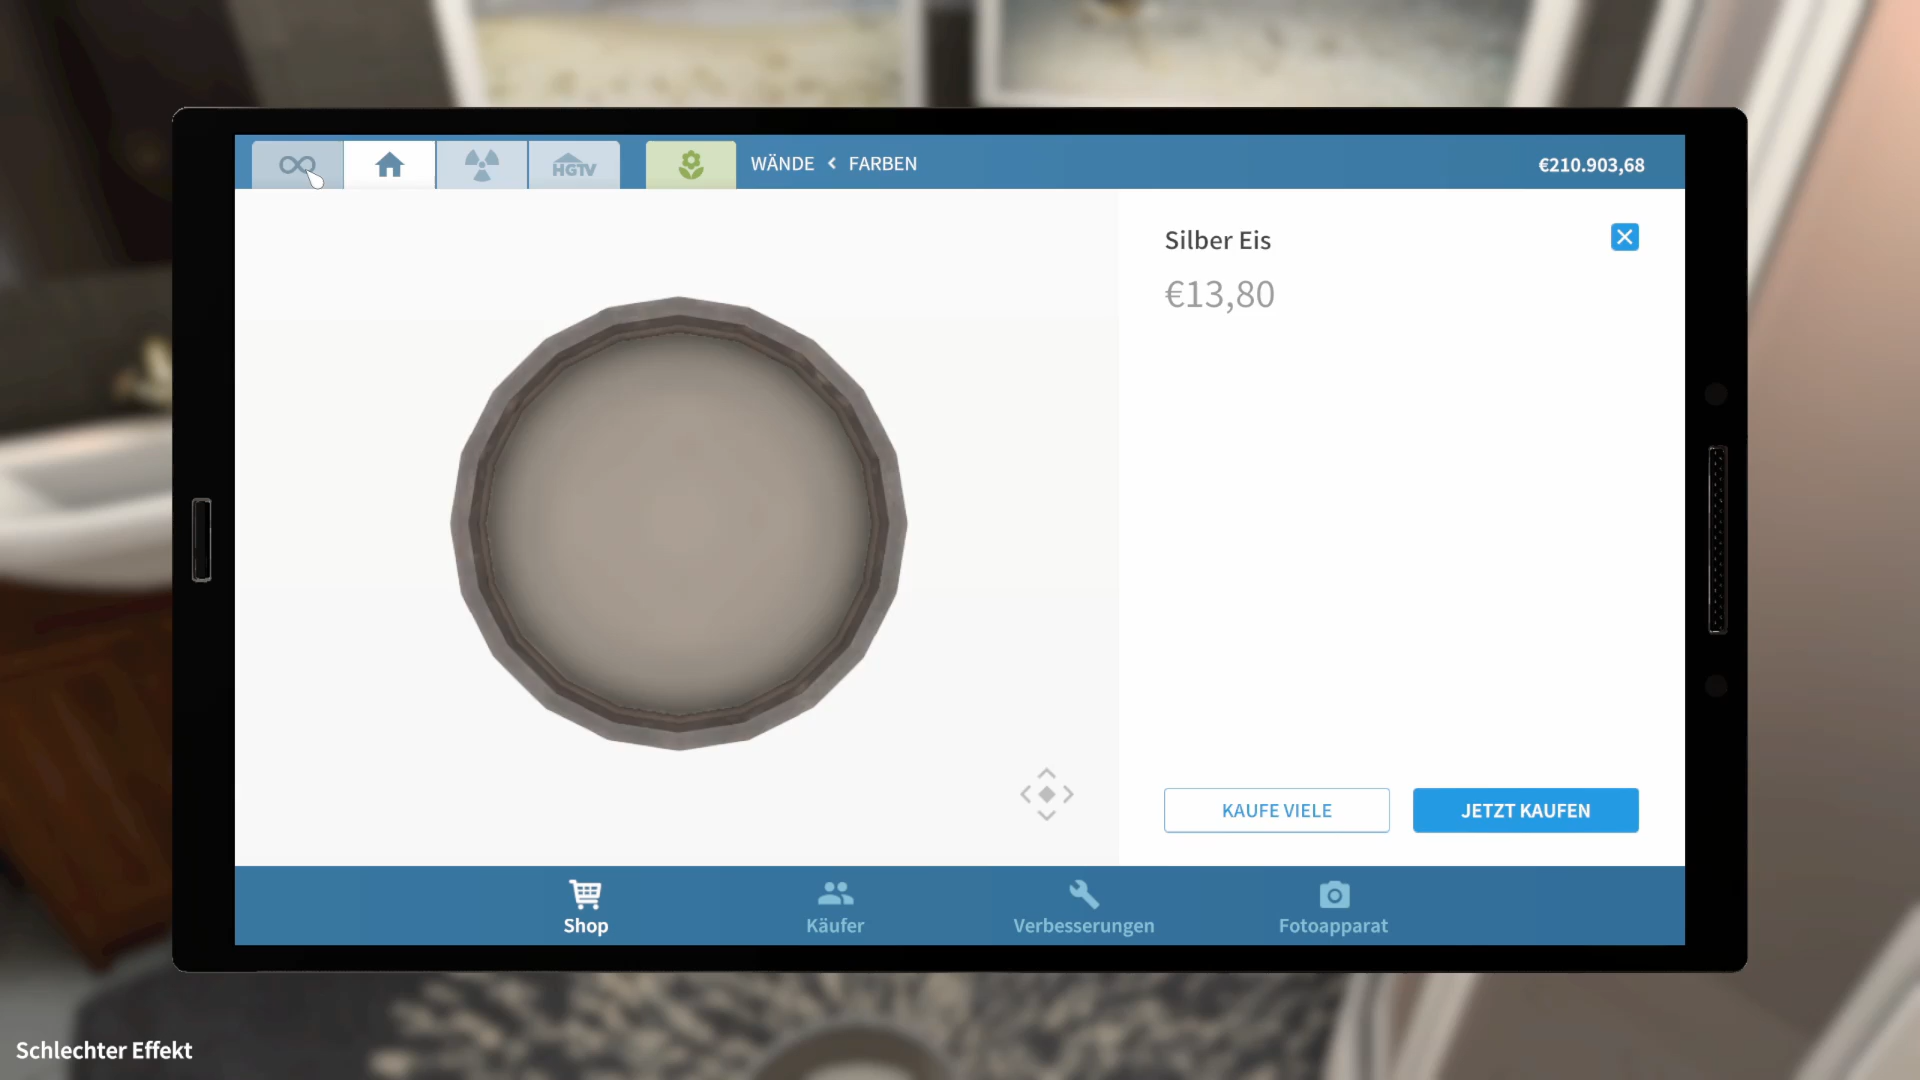 HGTV
WÄNDE < FARBEN
€210.903,68
Silber Eis
€13,80
KAUFE VIELE
JETZT KAUFEN
Shop
Käufer
Verbesserungen
Fotoapparat
Schlechter Effekt